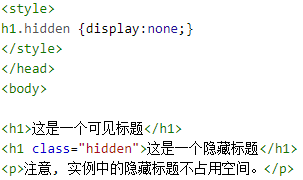 <style>
h1.hidden {display:none;}
</style>
</head>
<body>
<h1>这是一个可见标题</h1>
<h1 class="hidden">这是一个隐藏标题</h1>
<p>注意, 实例中的隐藏标题不占用空间。</p>